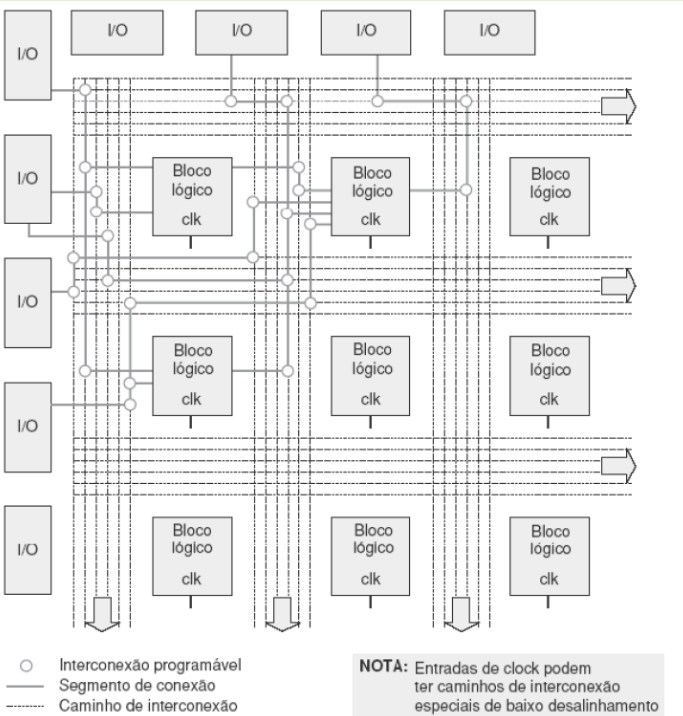 I/O
I/O
I/O
I/O
I/O
I/O
Bloco
lógico
clk
Bloco
lógico
clk
Bloco
lógico
clk
I/O
Bloco
lógico
clk
Bloco
lógico
clk
Bloco
lógico
clk
I/O
I/O
Bloco
lógico
clk
Bloco
lógico
clk
Bloco
lógico
clk
Interconexão programável
Segmento de conexão
Caminho de interconexão
NOTA: Entradas de clock podem
ter caminhos de interconexão
especiais de baixo desalinhamento